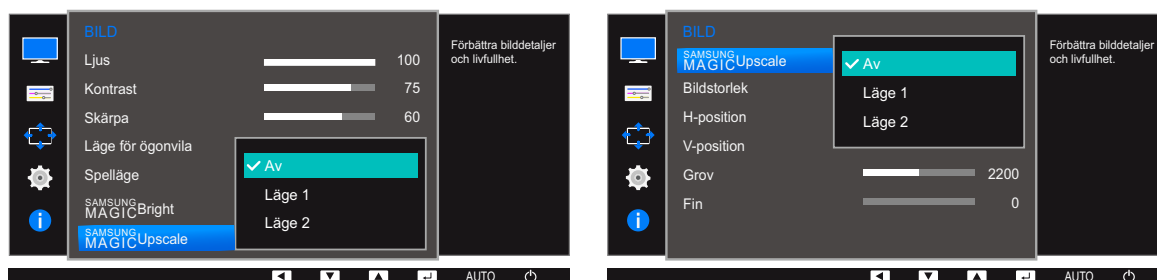 BILD
Ljus 100
Kontrast 75
Skärpa 60
Läge för ögonvila
Spelläge
SAMSUNG
MAGICBright
SAMSUNG
MAGICUpscale
Av
Läge 1
Läge 2
Förbättra bilddetaljer
och livfullhet.
AUTO
BILD
SAMSUNG
MAGICUpscale
Bildstorlek
H-position
V-position
Grov 2200
Fin 0
Av
Läge 1
Läge 2
Förbättra bilddetaljer
och livfullhet.
AUTO